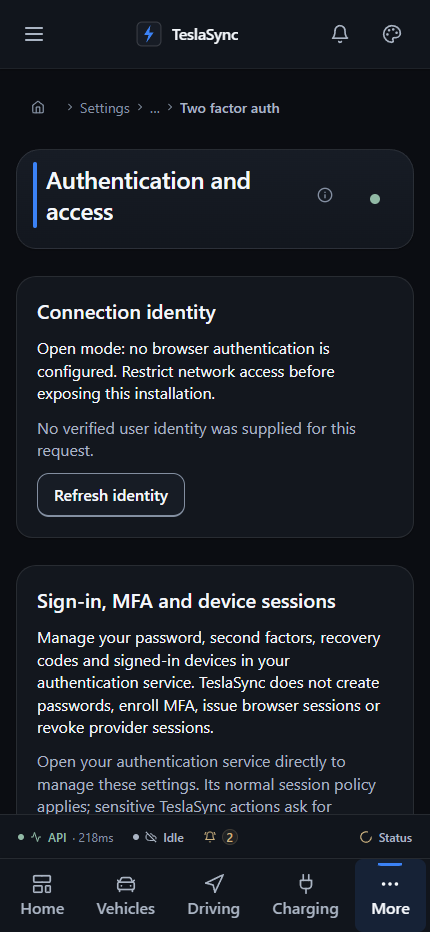 TeslaSync
Settings
...
Two factor auth
Authentication and
access
Connection identity
Open mode: no browser authentication is
configured. Restrict network access before
exposing this installation.
No verified user identity was supplied for this
request.
Refresh identity
Sign-in, MFA and device sessions
Manage your password, second factors, recovery
codes and signed-in devices in your
authentication service. TeslaSync does not create
passwords, enroll MFA, issue browser sessions or
revoke provider sessions.
Open your authentication service directly to
manage these settings. Its normal session policy
applies; sensitive TeslaSync actions ask for
API · 218ms
Idle
2
Status
Home
Vehicles
Driving
Charging
More